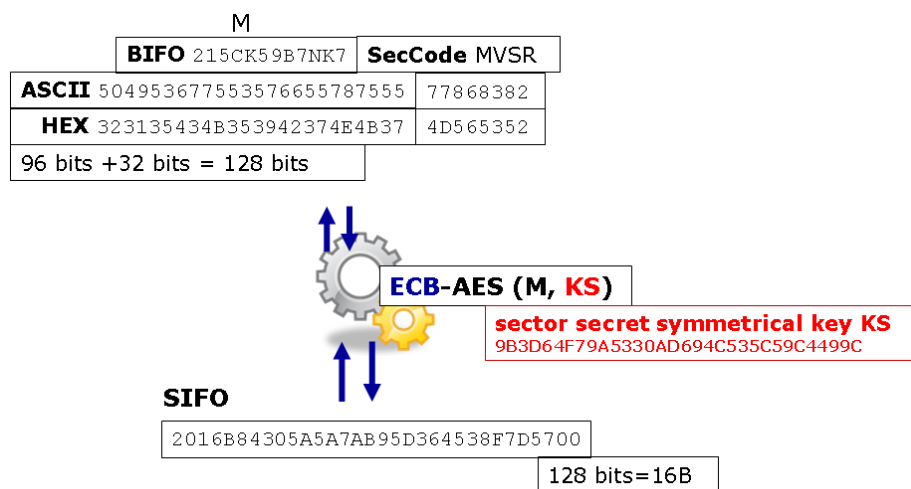 M
BIFO 215CK59B7NK7 SecCode MVSR
ASCII 504953677553576655787555 77868382
HEX 323135434B353942374E4B37 4D565352
96 bits +32 bits = 128 bits
ECB-AES (M, KS)
sector secret symmetrical key KS
9B3D64F79A5330AD694C535C59C4499C
SIFO
2016B84305A5A7AB95D364538F7D5700
128 bits=16B